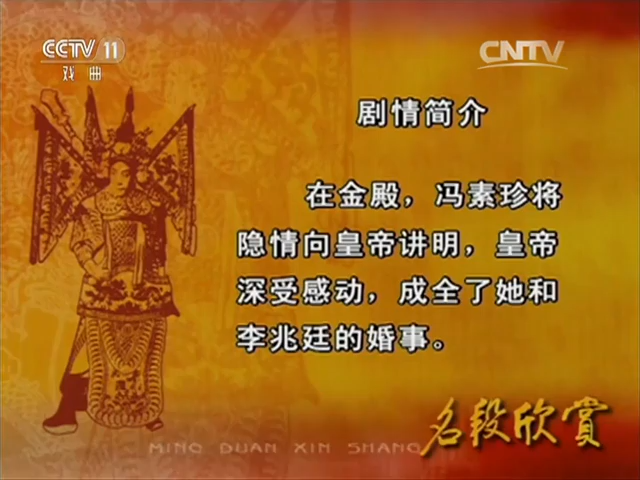 CCTV 11
戏曲
CNTV
剧情简介
在金殿，冯素珍将
隐情向皇帝讲明，皇帝
深受感动，成全了她和
李兆廷的婚事。
名段欣赏
MING DUAN XIN SHANG